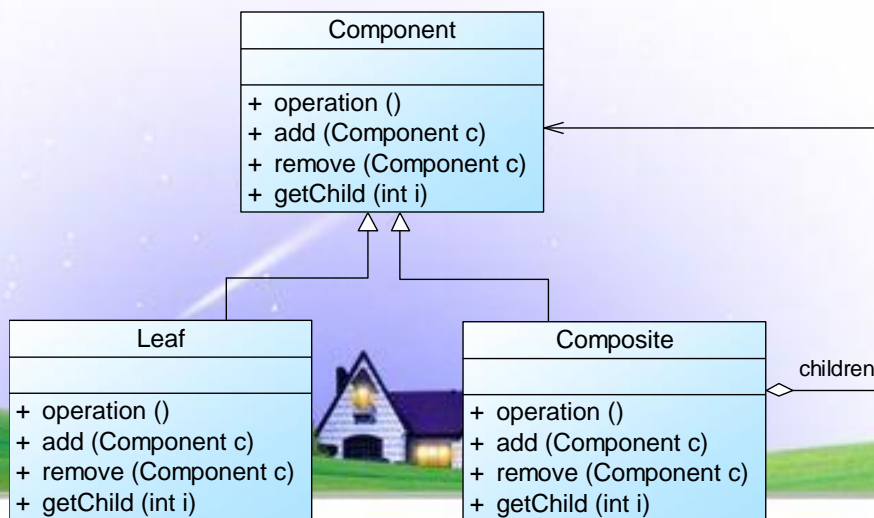 Component
+ operation ()
+ add (Component c)
+ remove (Component c)
+ getChild (int i)
Leaf
+ operation ()
+ add (Component c)
+ remove (Component c)
+ getChild (int i)
Composite
+ operation ()
+ add (Component c)
+ remove (Component c)
+ getChild (int i)
children